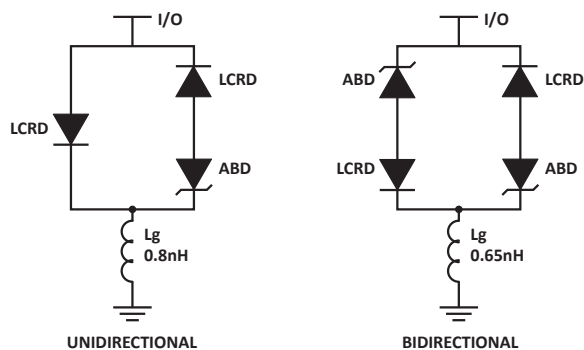 I/O
LCRD
LCRD
ABD
Lg
0.8nH
UNIDIRECTIONAL
I/O
ABD
LCRD
LCRD
ABD
Lg
0.65nH
BIDIRECTIONAL